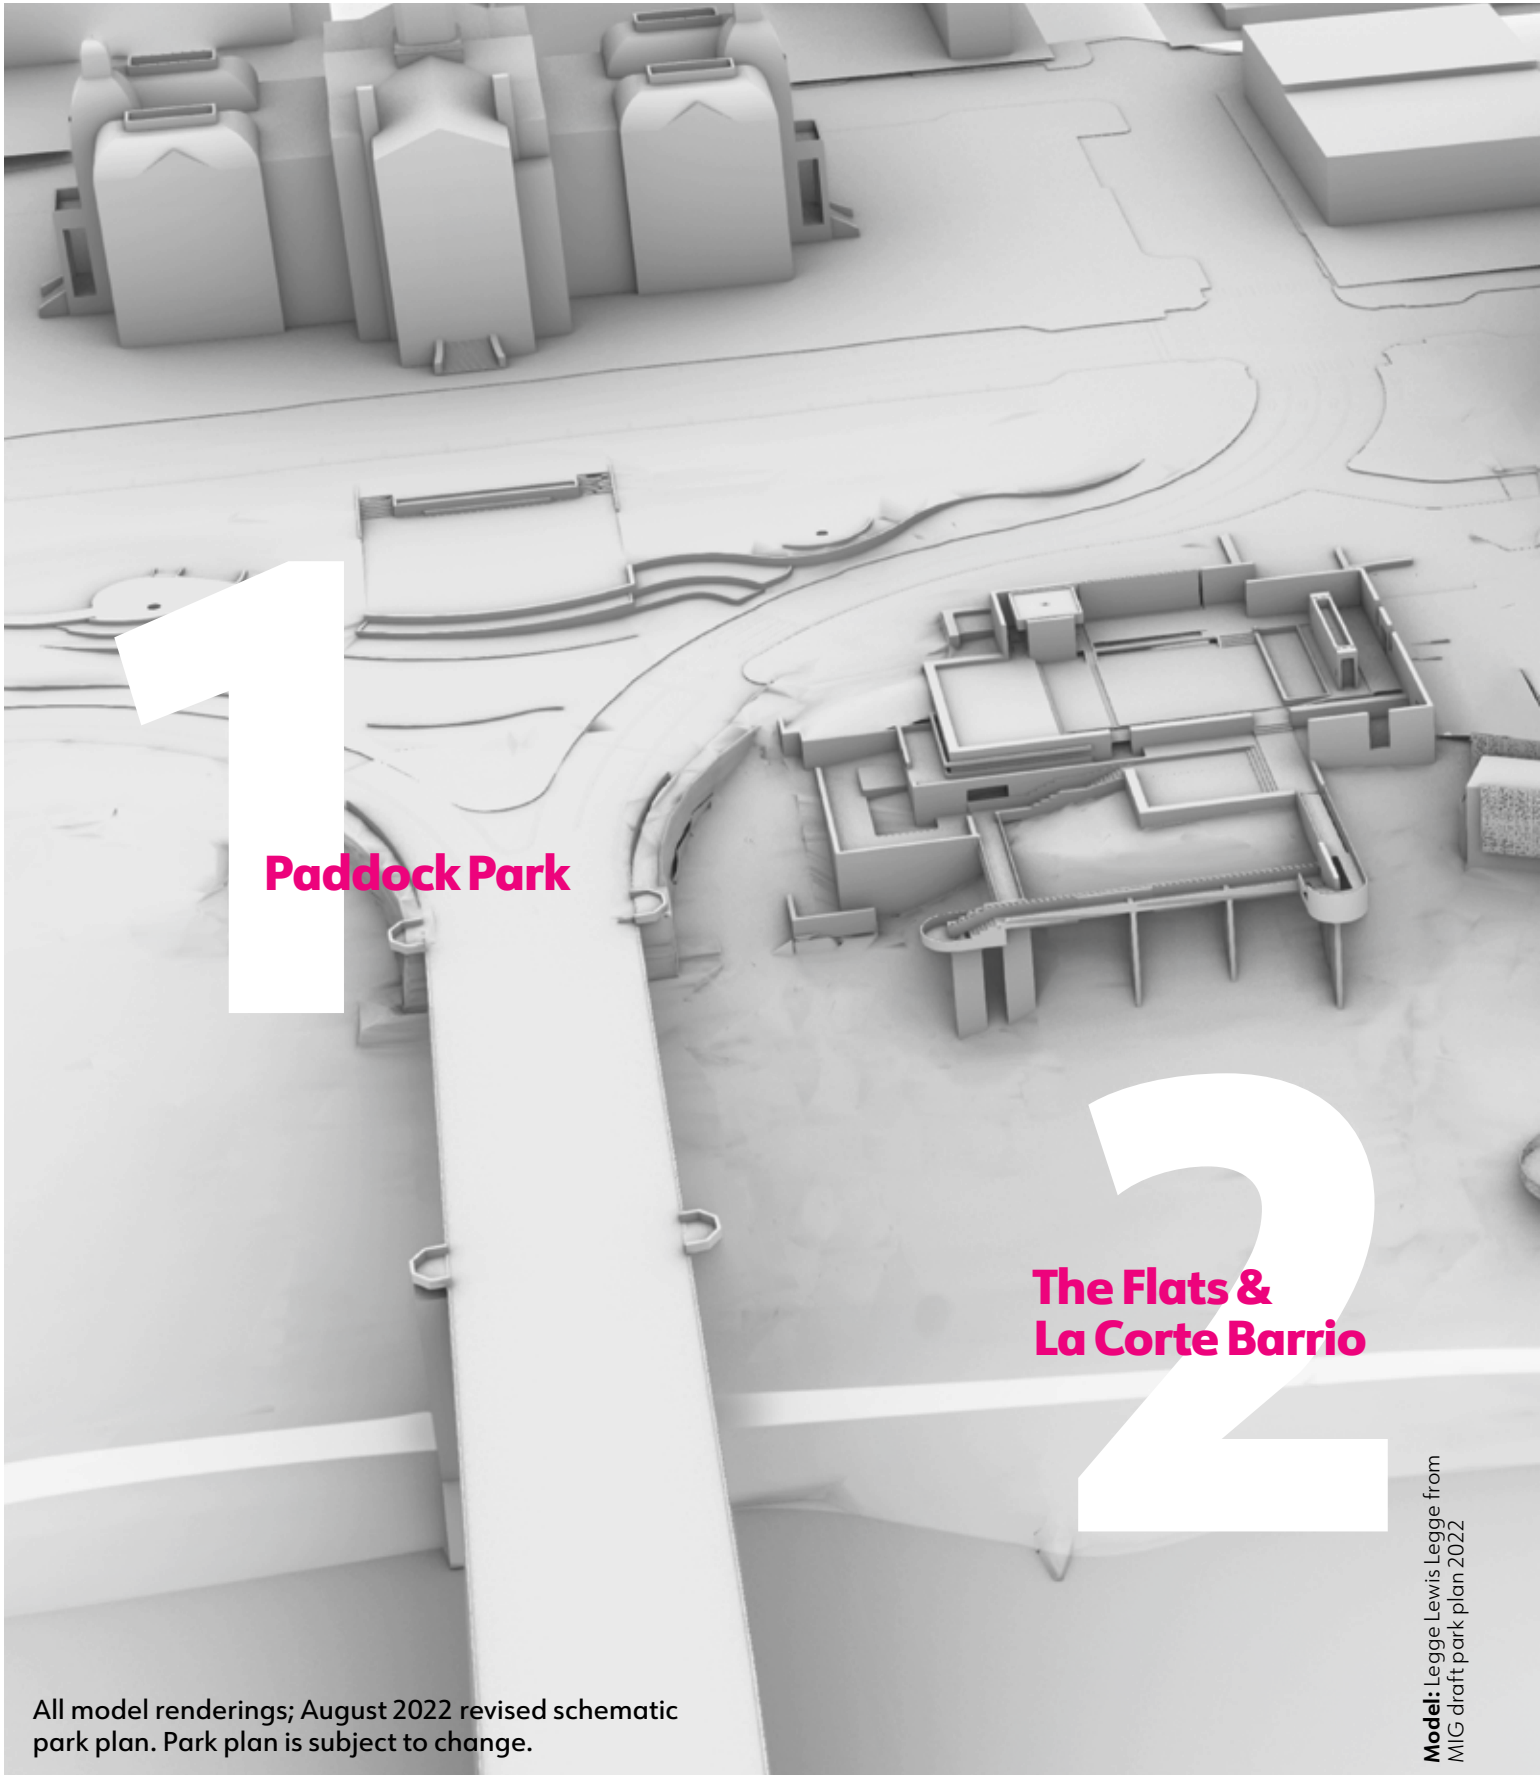 1
Paddock Park
2
The Flats &
La Corte Barrio
All model renderings; August 2022 revised schematic
park plan. Park plan is subject to change.
Model: Legge Lewis Legge from
MIG draft park plan 2022